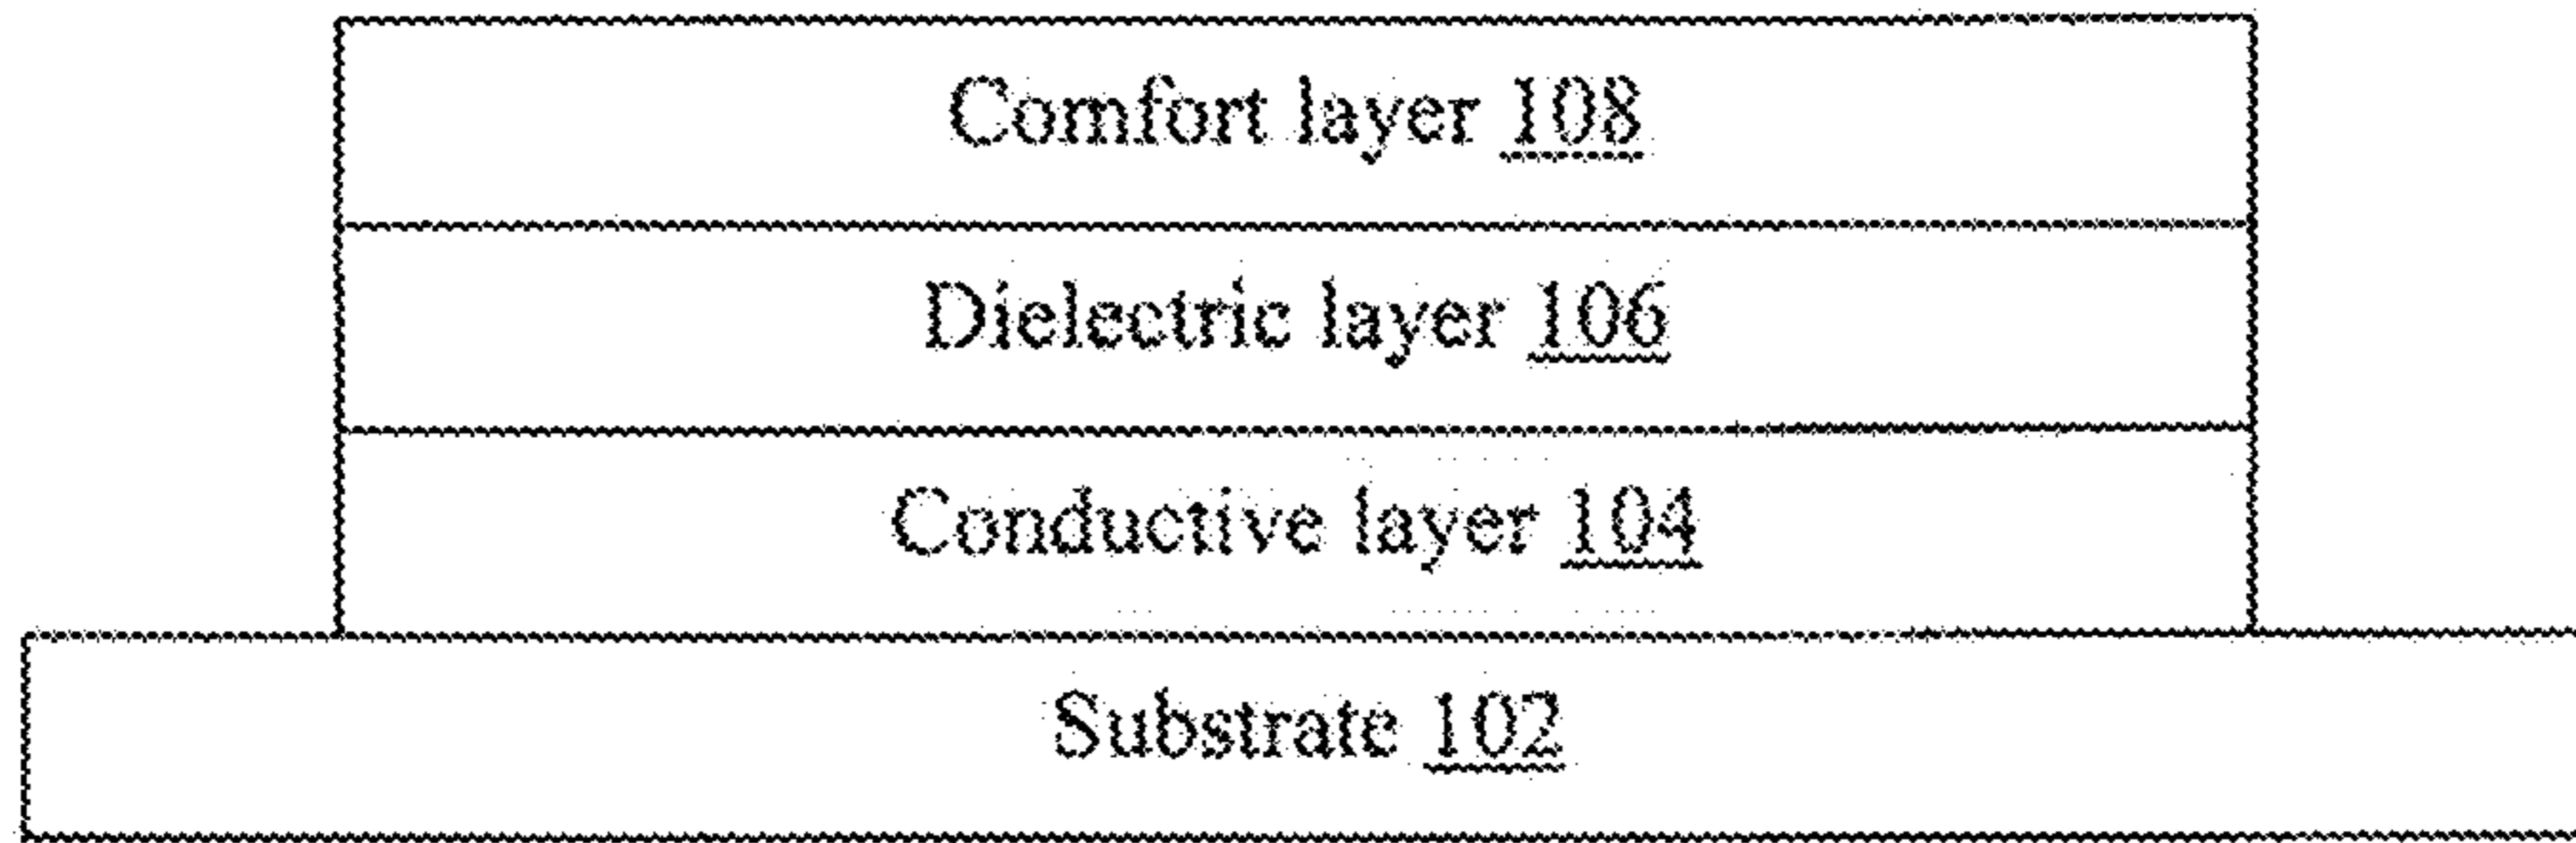 Comfort layer 108
Dielectric layer 106
Conductive layer 104
Substrate 102